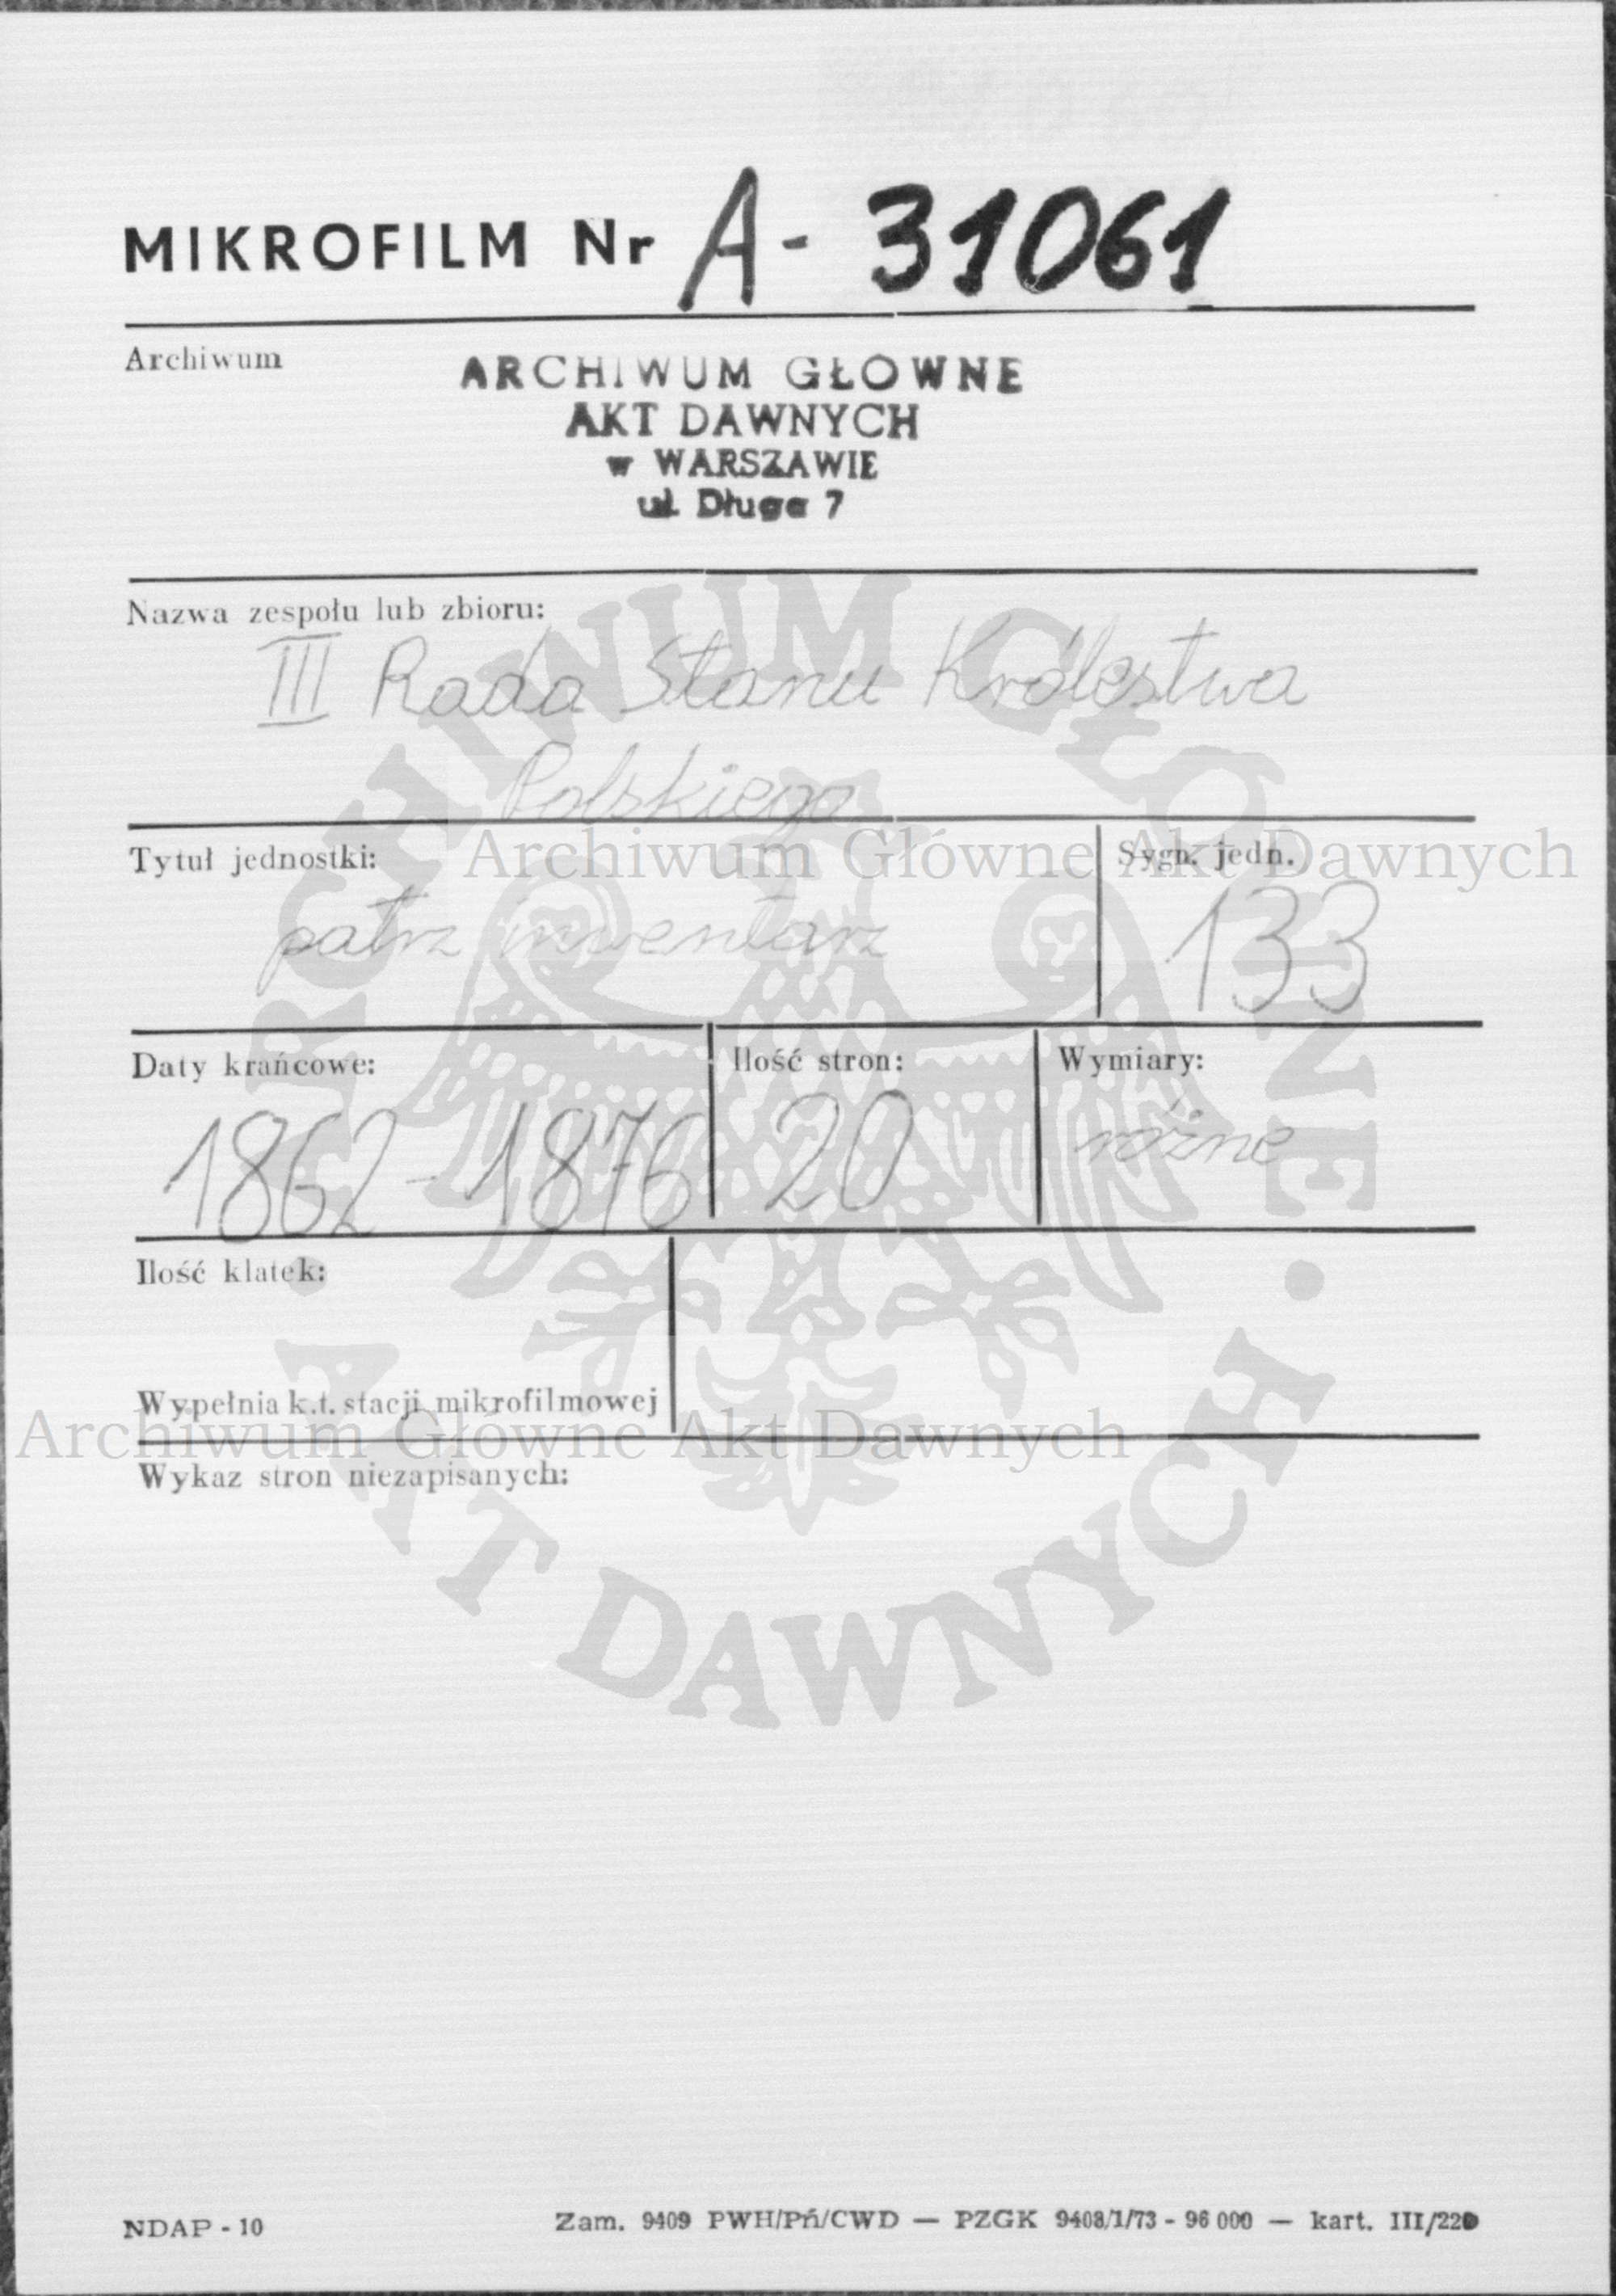 MIKROFILM Nr A - 31061
Archiwum
ARCHIWUM GŁOWNE
AKT DAWNYCH
w WARSZAWIE
ul. Długa 7
Nazwa zespołu lub zbioru:
III Rada Stanu Królestwa
Polskiego
Tytuł jednostki:
patrz inwentarz
Sygn. jedn.
133
Archiwum Główne Akt Dawnych
Daty krańcowe:
1862 - 1876
Ilość stron:
20
Wymiary:
różne
Ilość klatek:
Wypełnia k.t. stacji mikrofilmowej
Archiwum Główne Akt Dawnych
Wykaz stron niezapisanych:
ARCHIWUM GŁÓWNE · AKT DAWNYCH ·
NDAP - 10
Zam. 9409 PWH/Pń/CWD — PZGK 9408/1/73 - 96 000 — kart. III/220